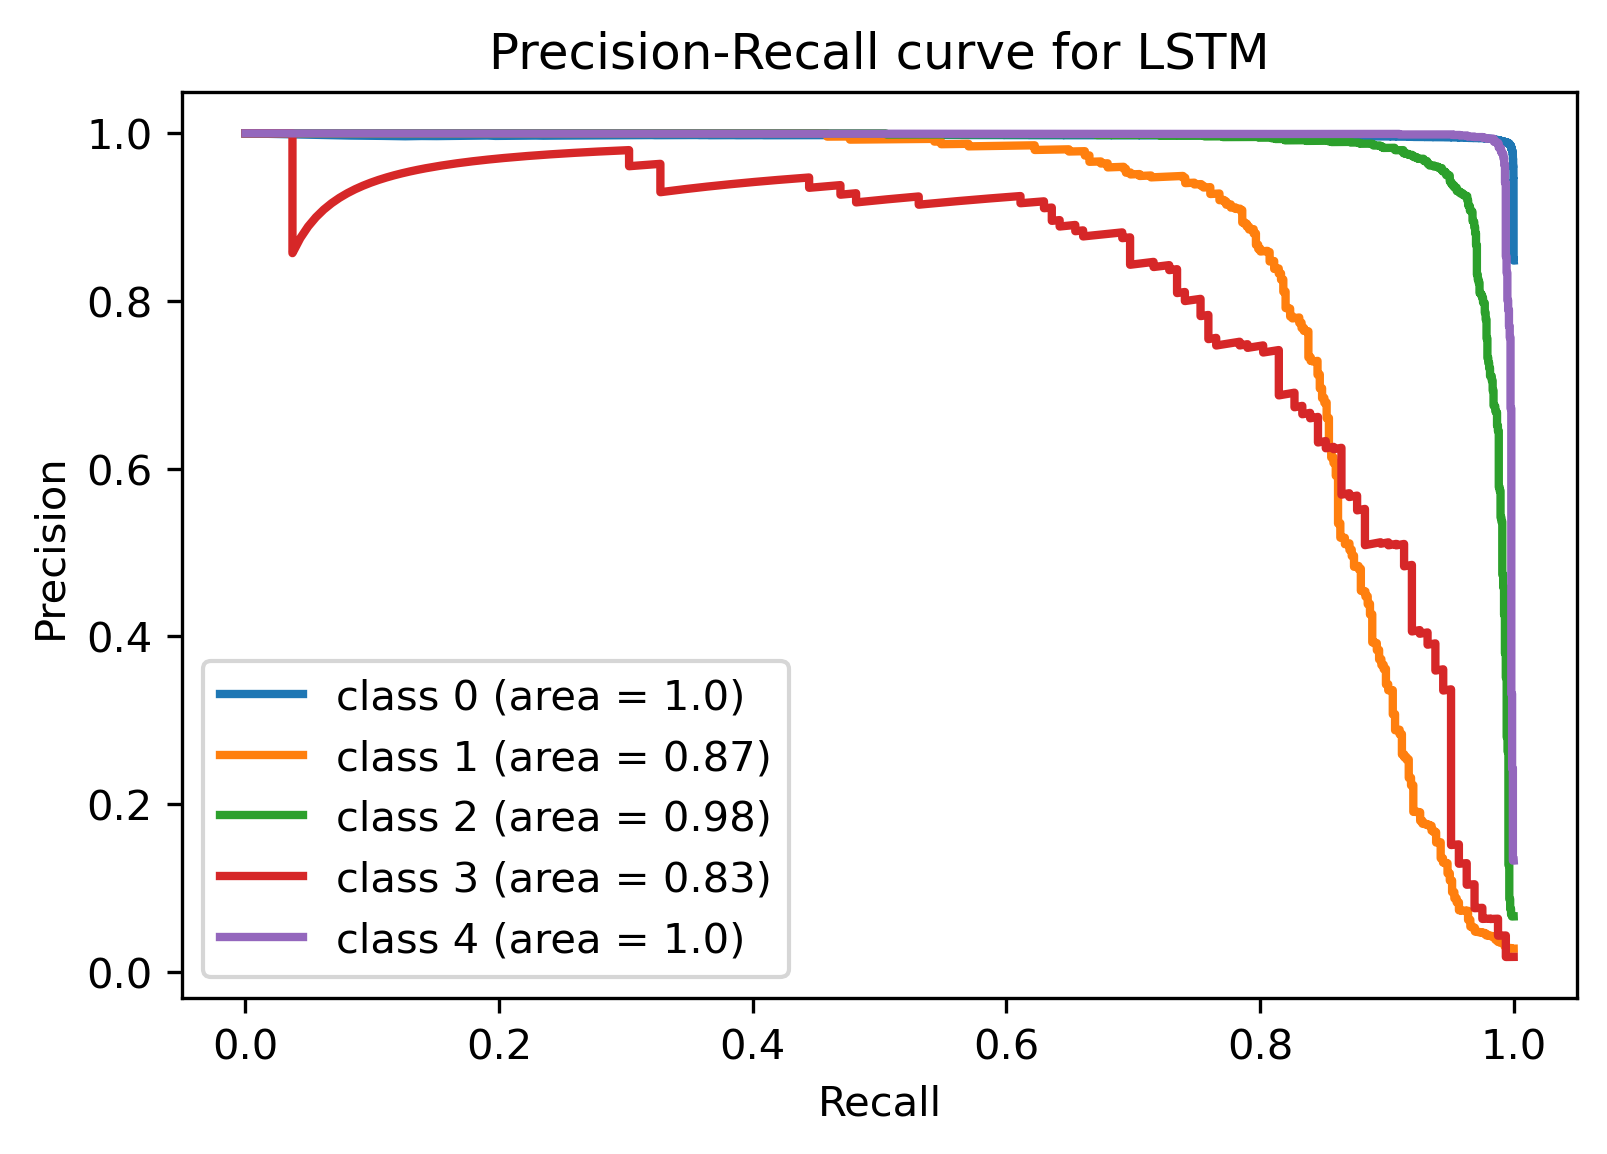 Precision-Recall curve for LSTM
1.0
0.8
0.6
0.4
0.2
0.0
Precision
class 0 (area = 1.0)
class 1 (area = 0.87)
class 2 (area = 0.98)
class 3 (area = 0.83)
class 4 (area = 1.0)
0.0 0.2 0.4 0.6 0.8 1.0
Recall